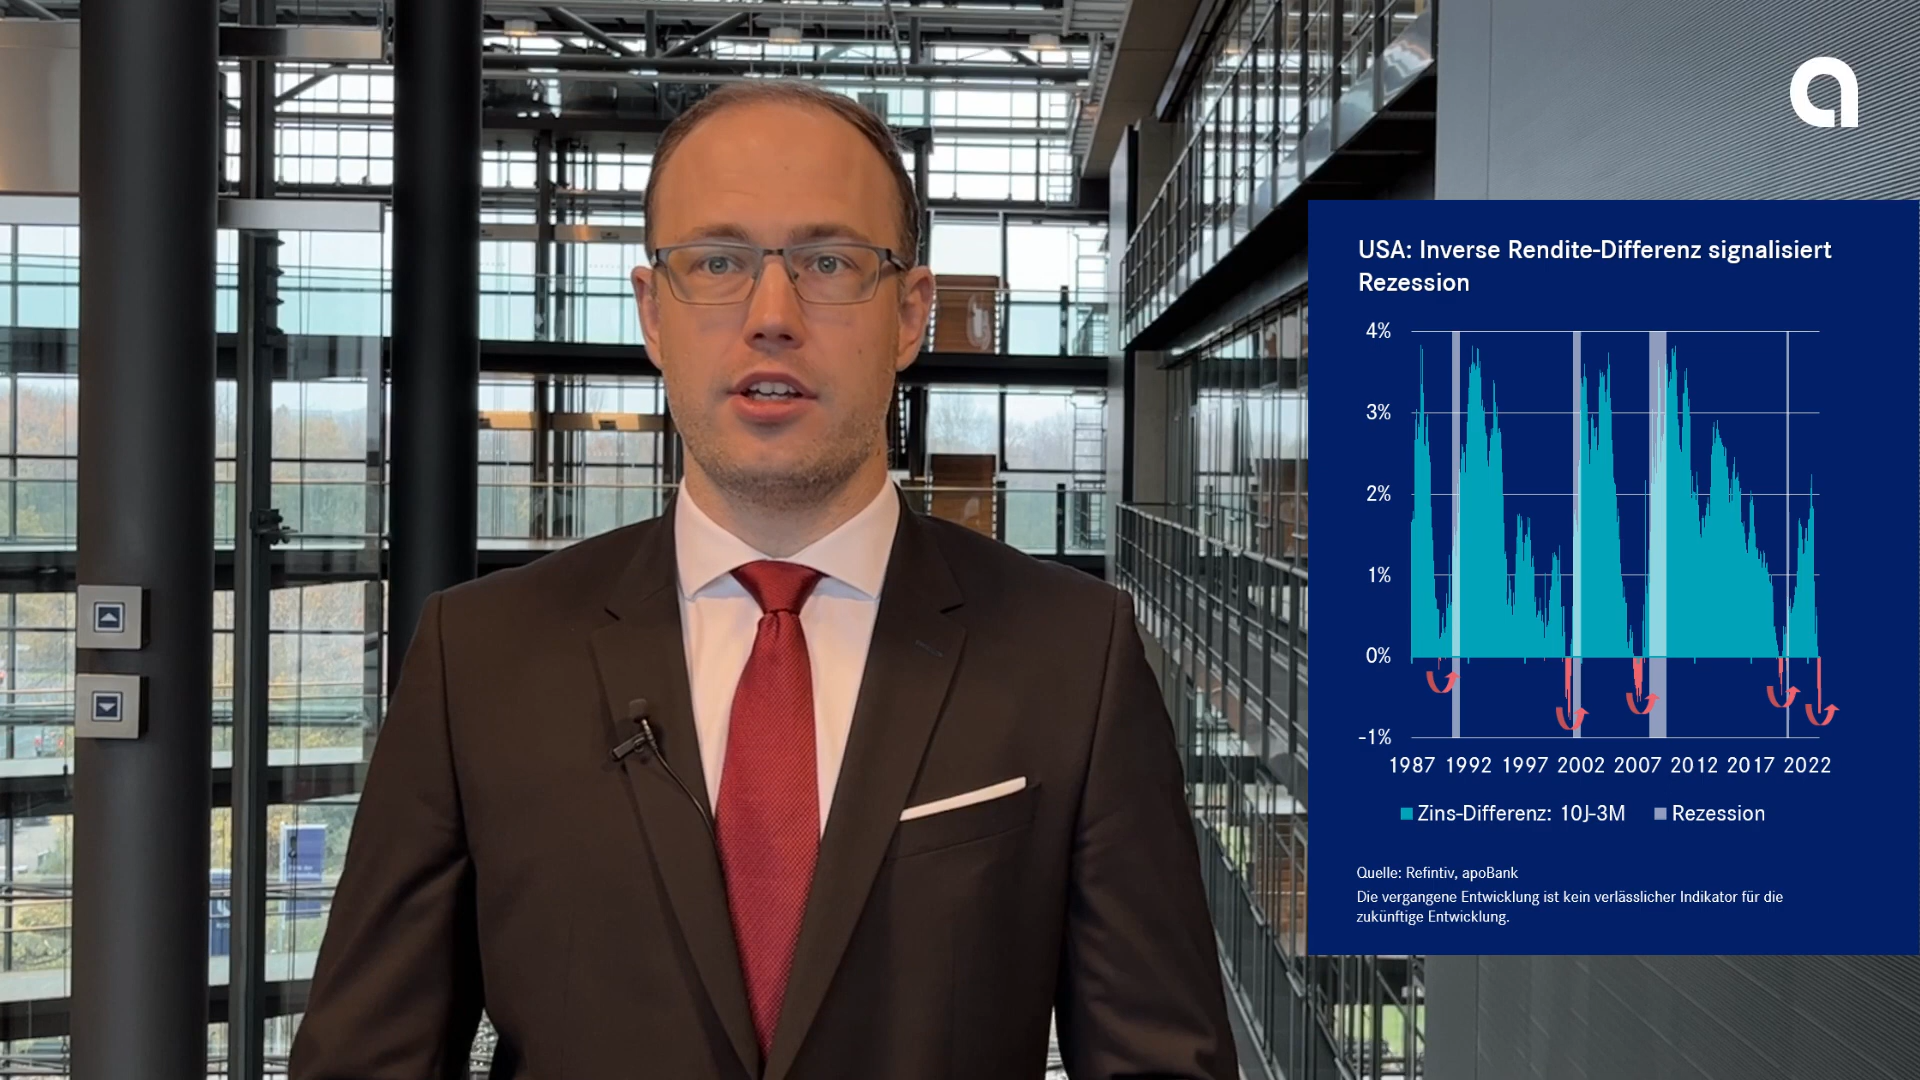 USA: Inverse Rendite-Differenz signalisiert
Rezession
4%
3%
2%
1%
0%
-1%
1987 1992 1997 2002 2007 2012 2017 2022
Zins-Differenz: 10J-3M Rezession
Quelle: Refintiv, apoBank
Die vergangene Entwicklung ist kein verlässlicher Indikator für die
zukünftige Entwicklung.